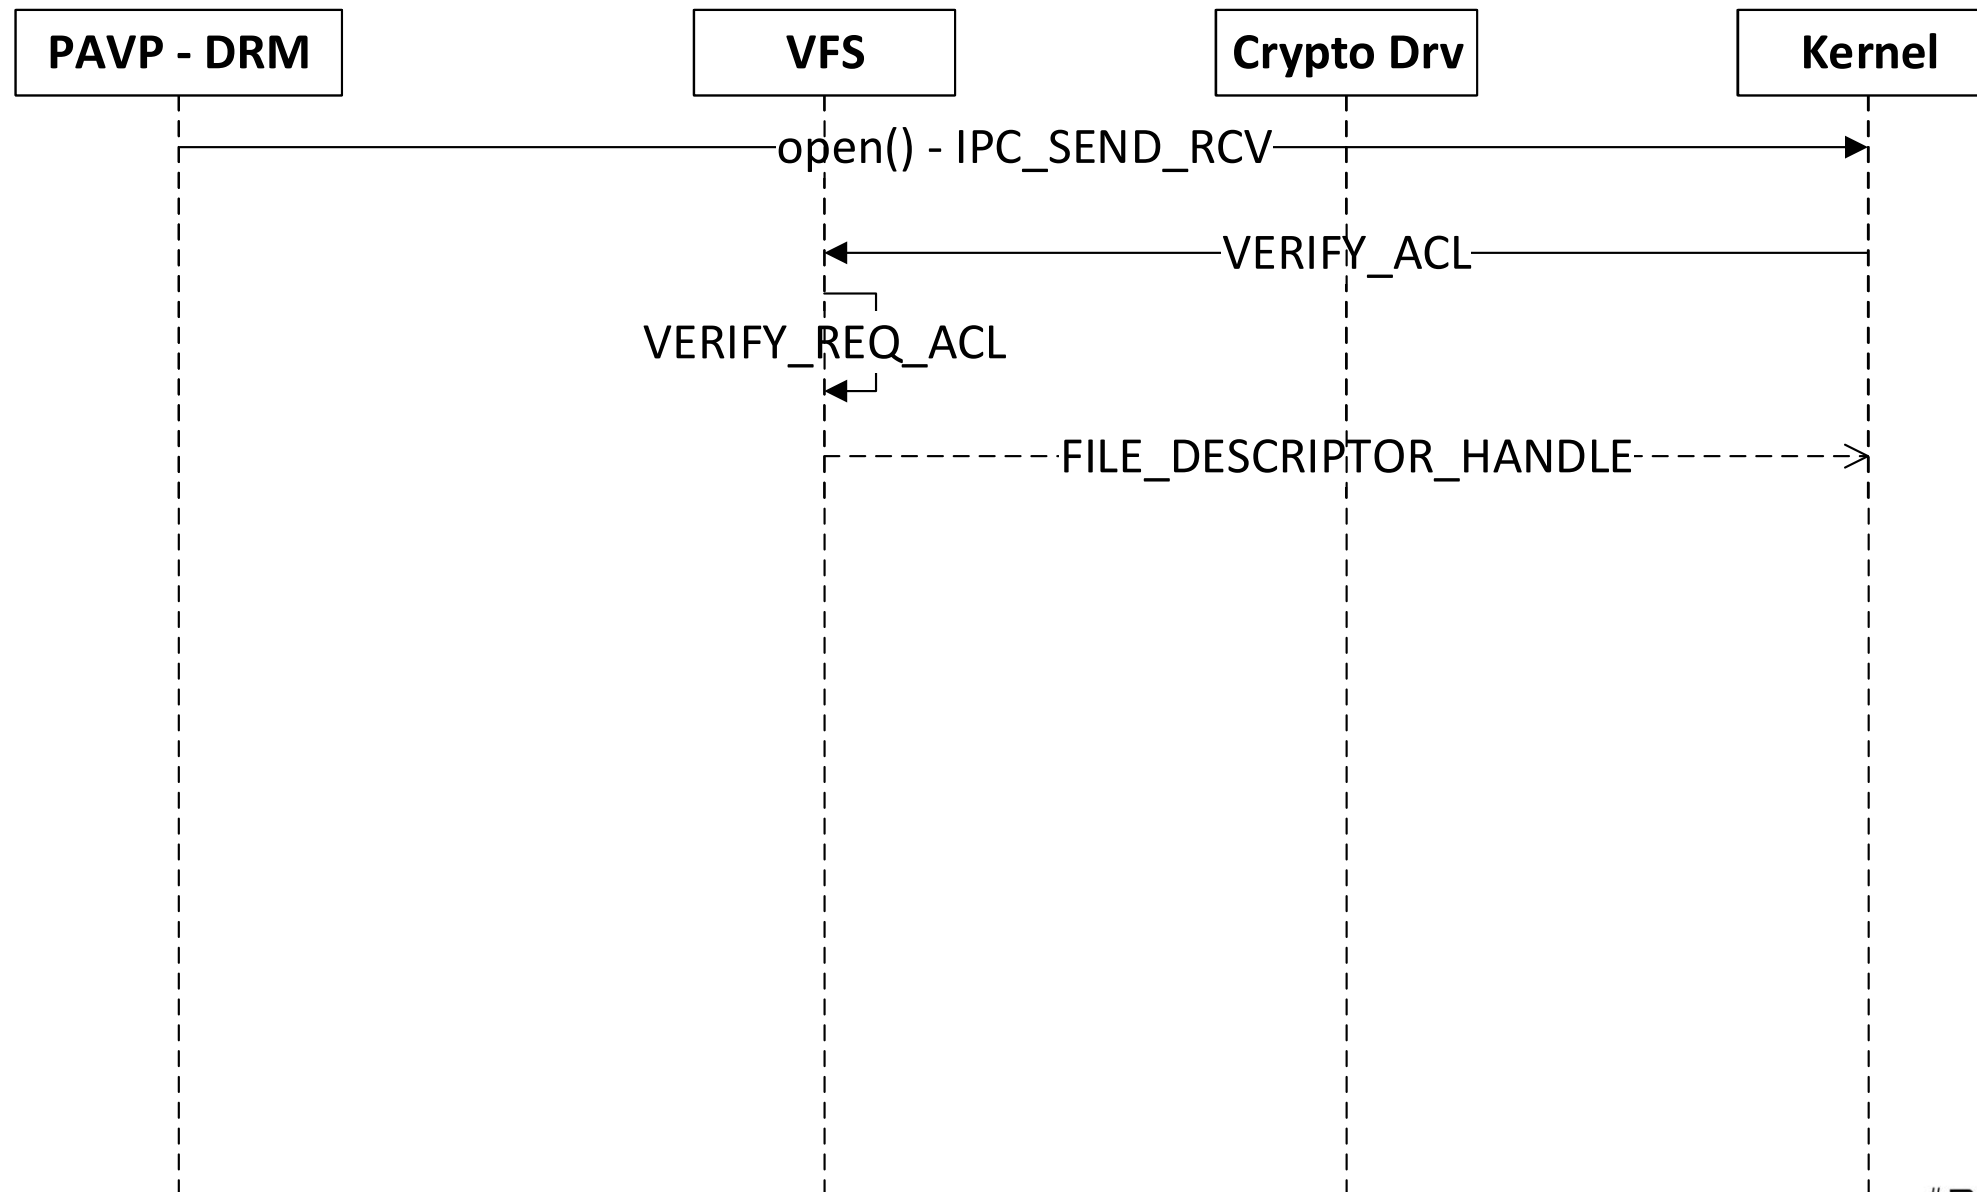 PAVP - DRM
VFS
Crypto Drv
Kernel
open() - IPC_SEND_RCV
VERIFY_ACL
VERIFY_REQ_ACL
FILE_DESCRIPTOR_HANDLE